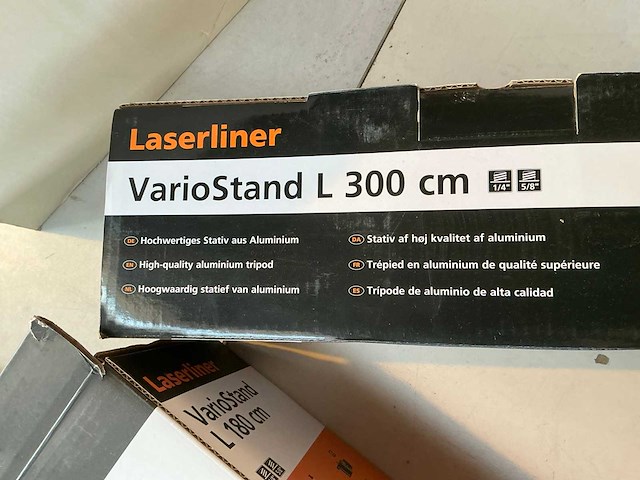 Laserliner
VarioStand L 300 cm 1/4" 5/8"
DE Hochwertiges Stativ aus Aluminium
EN High-quality aluminium tripod
NL Hoogwaardig statief van aluminium
DA Stativ af høj kvalitet af aluminium
FR Trépied en aluminium de qualité supérieure
ES Trípode de aluminio de alta calidad
Laserliner
VarioStand
L 180 cm